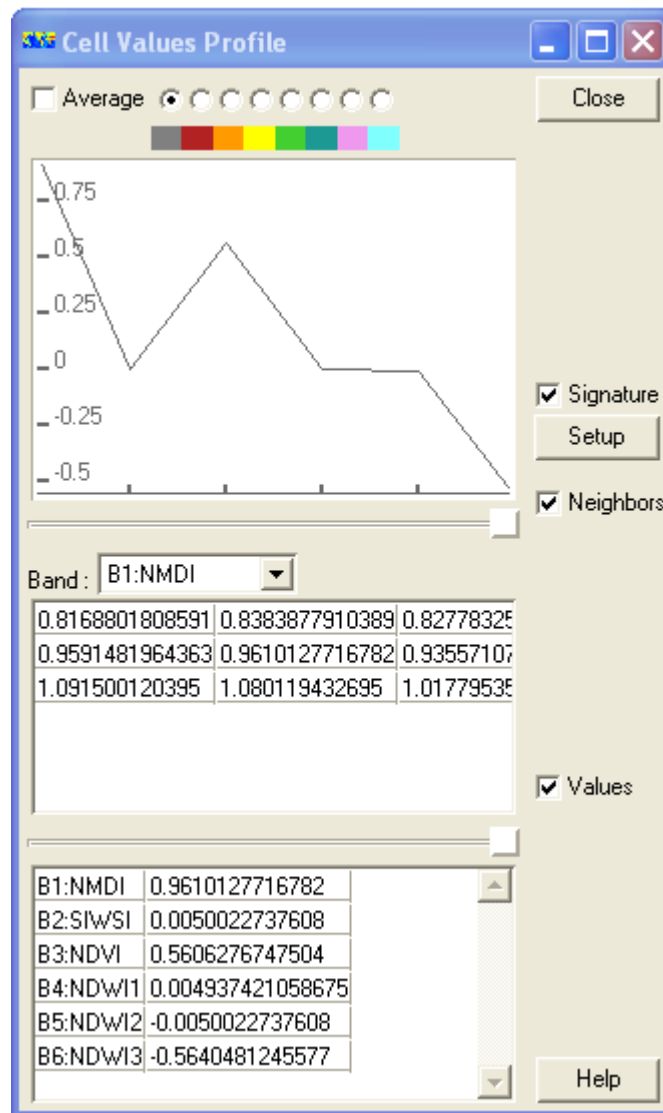 Cell Values Profile
Average
Close
0.75
0.5
0.25
0
-0.25
-0.5
Signature
Setup
Neighbors
Band : B1:NMDI
0.8168801808591 0.8383877910389 0.82778325
0.9591481964363 0.9610127716782 0.93557107
1.091500120395 1.080119432695 1.01779535
Values
B1:NMDI 0.9610127716782
B2:SIWSI 0.0050022737608
B3:NDVI 0.5606276747504
B4:NDWI1 0.004937421058675
B5:NDWI2 -0.0050022737608
B6:NDWI3 -0.5640481245577
Help